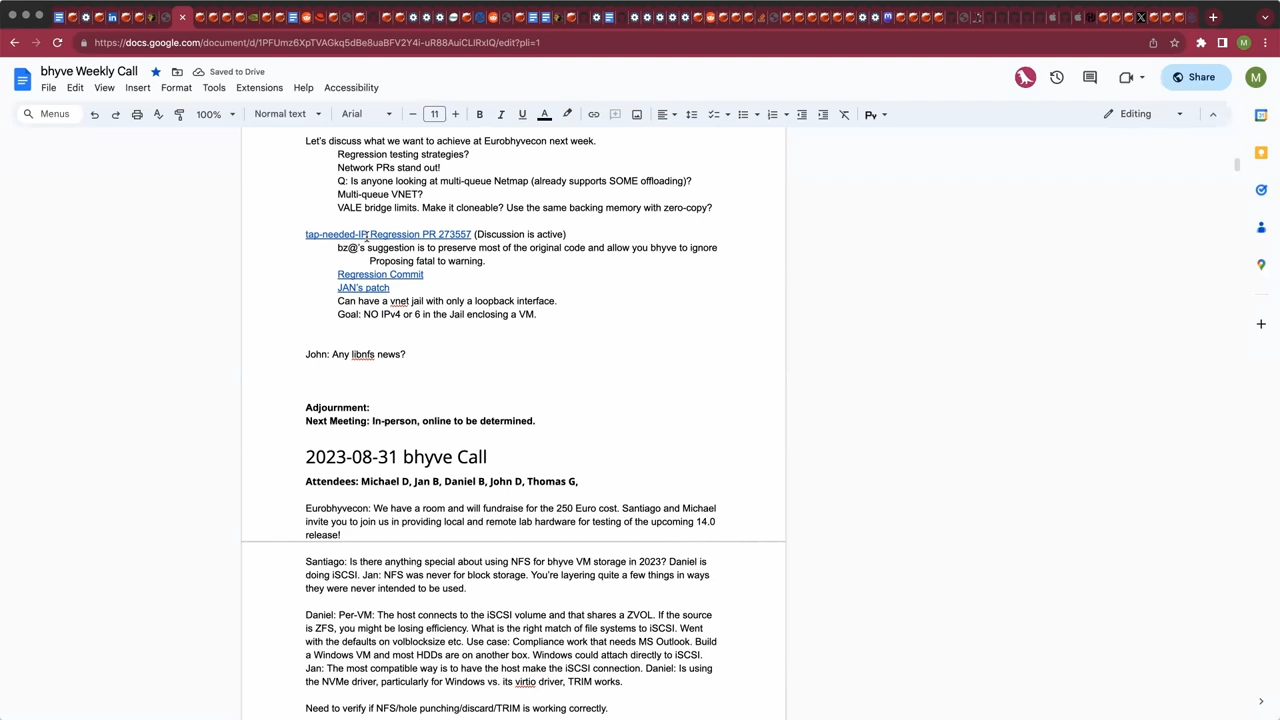 https://docs.google.com/document/d/1PFUmz6XpTVAGkq5dBe8uaBFV2Y4i-uR88AuiCLIRxIQ/edit?pli=1
bhyve Weekly Call
Saved to Drive
File Edit View Insert Format Tools Extensions Help Accessibility
Share
M
M
Menus
100%
Normal text
Arial
11
Editing
Let's discuss what we want to achieve at Eurobhyvecon next week.
Regression testing strategies?
Network PRs stand out!
Q: Is anyone looking at multi-queue Netmap (already supports SOME offloading)?
Multi-queue VNET?
VALE bridge limits. Make it cloneable? Use the same backing memory with zero-copy?
tap-needed-IP Regression PR 273557 (Discussion is active)
bz@'s suggestion is to preserve most of the original code and allow you bhyve to ignore
Proposing fatal to warning.
Regression Commit
JAN's patch
Can have a vnet jail with only a loopback interface.
Goal: NO IPv4 or 6 in the Jail enclosing a VM.
John: Any libnfs news?
Adjournment:
Next Meeting: In-person, online to be determined.
2023-08-31 bhyve Call
Attendees: Michael D, Jan B, Daniel B, John D, Thomas G,
Eurobhyvecon: We have a room and will fundraise for the 250 Euro cost. Santiago and Michael
invite you to join us in providing local and remote lab hardware for testing of the upcoming 14.0
release!
Santiago: Is there anything special about using NFS for bhyve VM storage in 2023? Daniel is
doing iSCSI. Jan: NFS was never for block storage. You're layering quite a few things in ways
they were never intended to be used.
Daniel: Per-VM: The host connects to the iSCSI volume and that shares a ZVOL. If the source
is ZFS, you might be losing efficiency. What is the right match of file systems to iSCSI. Went
with the defaults on volblocksize etc. Use case: Compliance work that needs MS Outlook. Build
a Windows VM and most HDDs are on another box. Windows could attach directly to iSCSI.
Jan: The most compatible way is to have the host make the iSCSI connection. Daniel: Is using
the NVMe driver, particularly for Windows vs. its virtio driver, TRIM works.
Need to verify if NFS/hole punching/discard/TRIM is working correctly.